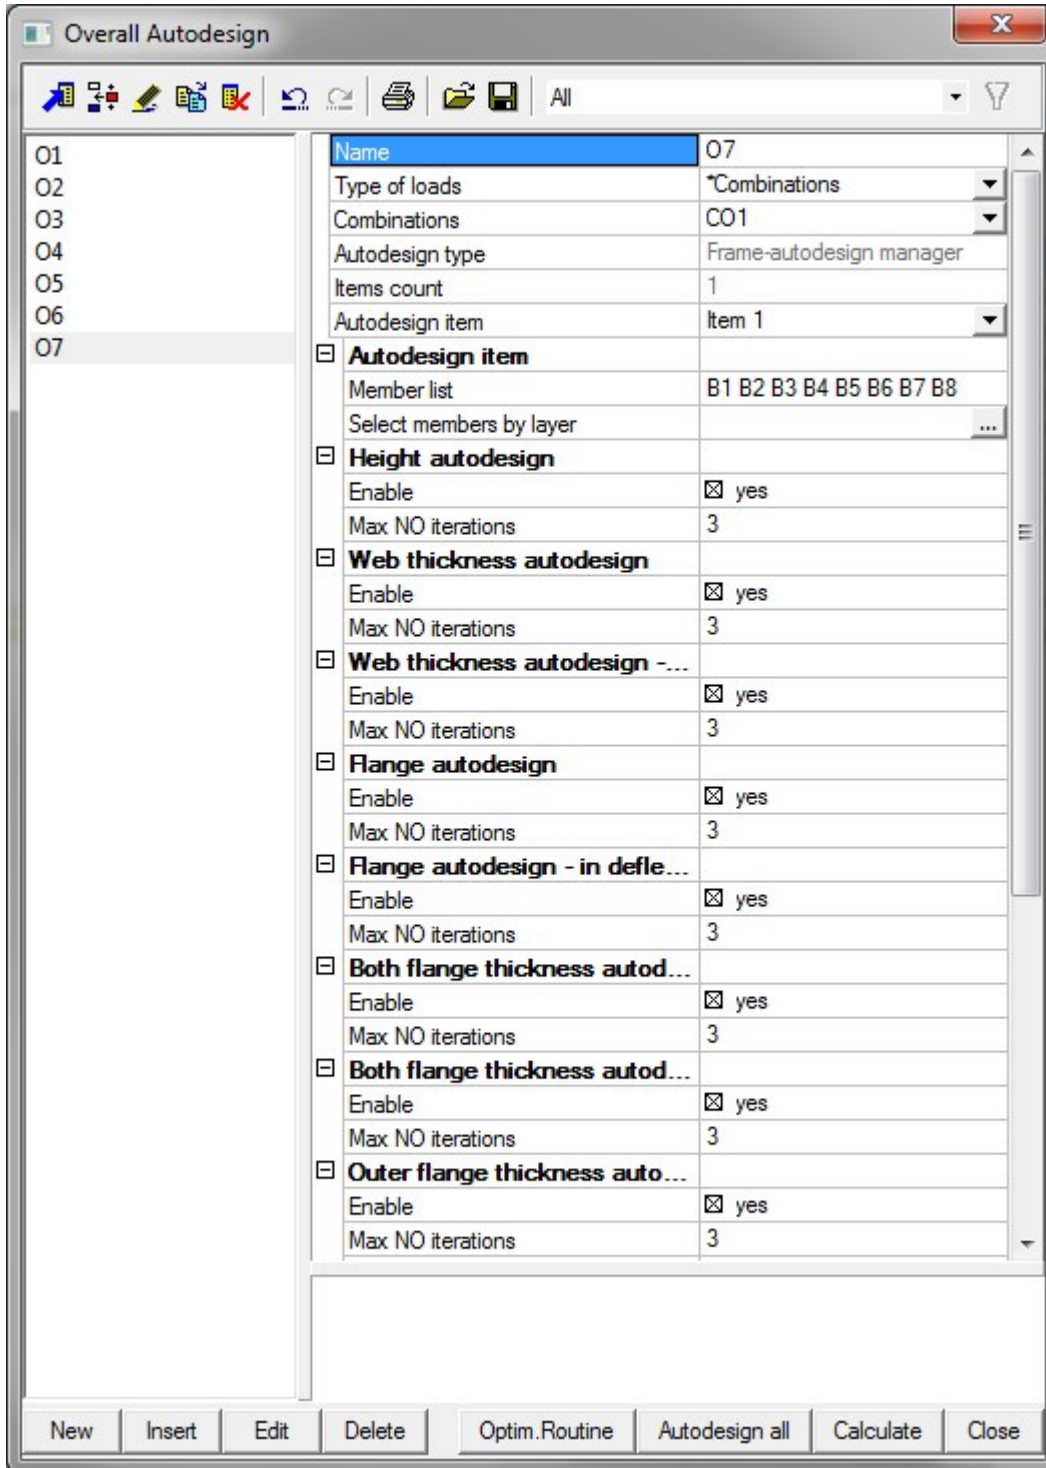 Overall Autodesign
All
O1
O2
O3
O4
O5
O6
O7
Name O7
Type of loads *Combinations
Combinations CO1
Autodesign type Frame-autodesign manager
Items count 1
Autodesign item Item 1
Autodesign item
Member list B1 B2 B3 B4 B5 B6 B7 B8
Select members by layer ...
Height autodesign
Enable yes
Max NO iterations 3
Web thickness autodesign
Enable yes
Max NO iterations 3
Web thickness autodesign -...
Enable yes
Max NO iterations 3
Flange autodesign
Enable yes
Max NO iterations 3
Flange autodesign - in defle...
Enable yes
Max NO iterations 3
Both flange thickness autod...
Enable yes
Max NO iterations 3
Both flange thickness autod...
Enable yes
Max NO iterations 3
Outer flange thickness auto...
Enable yes
Max NO iterations 3
New Insert Edit Delete Optim.Routine Autodesign all Calculate Close